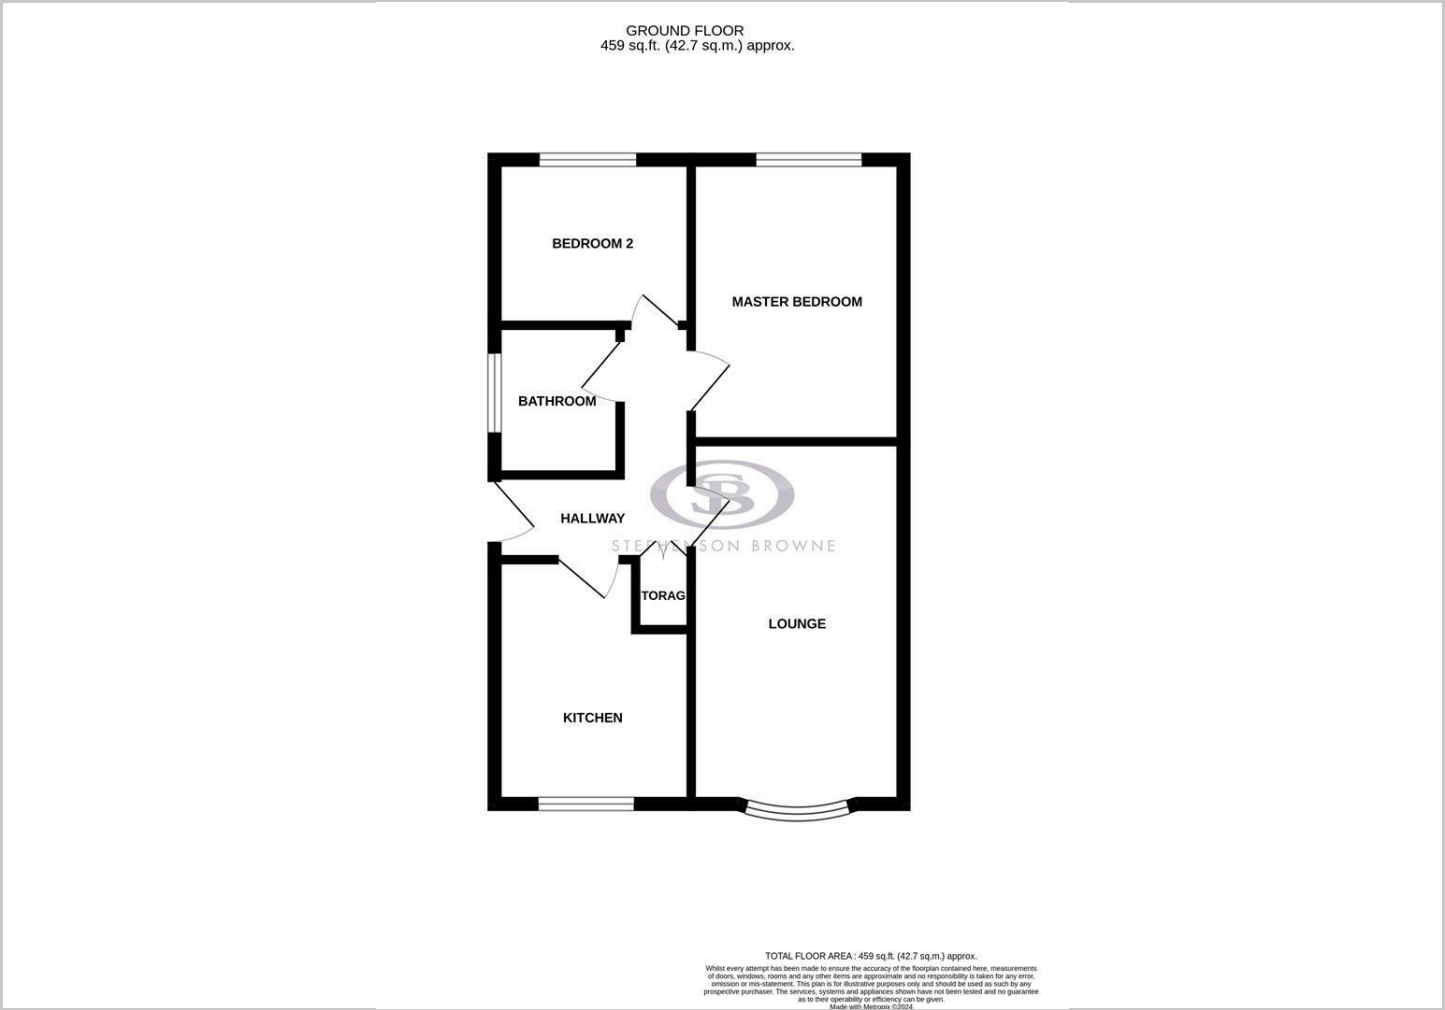 GROUND FLOOR
459 sq.ft. (42.7 sq.m.) approx.
BEDROOM 2
MASTER BEDROOM
BATHROOM
SB
HALLWAY
STEPHENSON BROWNE
TORAG
LOUNGE
KITCHEN
TOTAL FLOOR AREA : 459 sq.ft. (42.7 sq.m.) approx.
Whilst every attempt has been made to ensure the accuracy of the floorplan contained here, measurements
of doors, windows, rooms and any other items are approximate and no responsibility is taken for any error,
omission or mis-statement. This plan is for illustrative purposes only and should be used as such by any
prospective purchaser. The services, systems and appliances shown have not been tested and no guarantee
as to their operability or efficiency can be given.
Made with Metropix ©2024